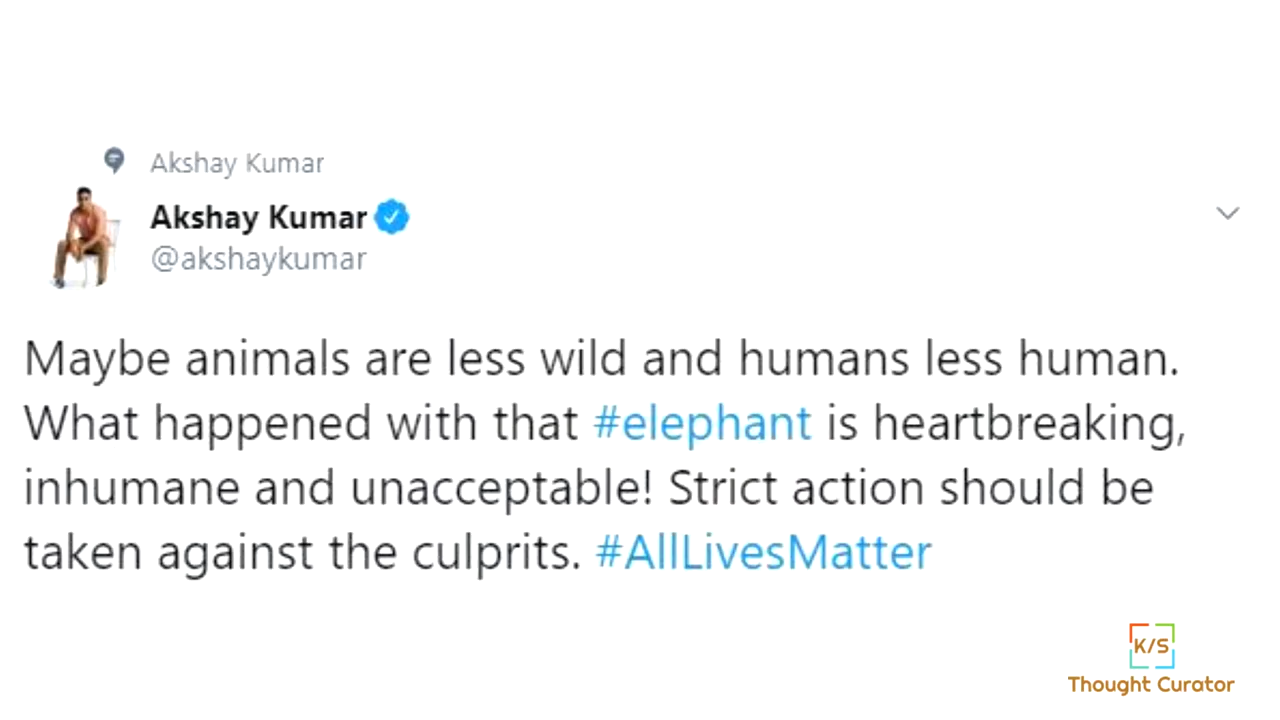 Akshay Kumar
Akshay Kumar
@akshaykumar
Maybe animals are less wild and humans less human.
What happened with that #elephant is heartbreaking,
inhumane and unacceptable! Strict action should be
taken against the culprits. #AllLivesMatter
K/S
Thought Curator